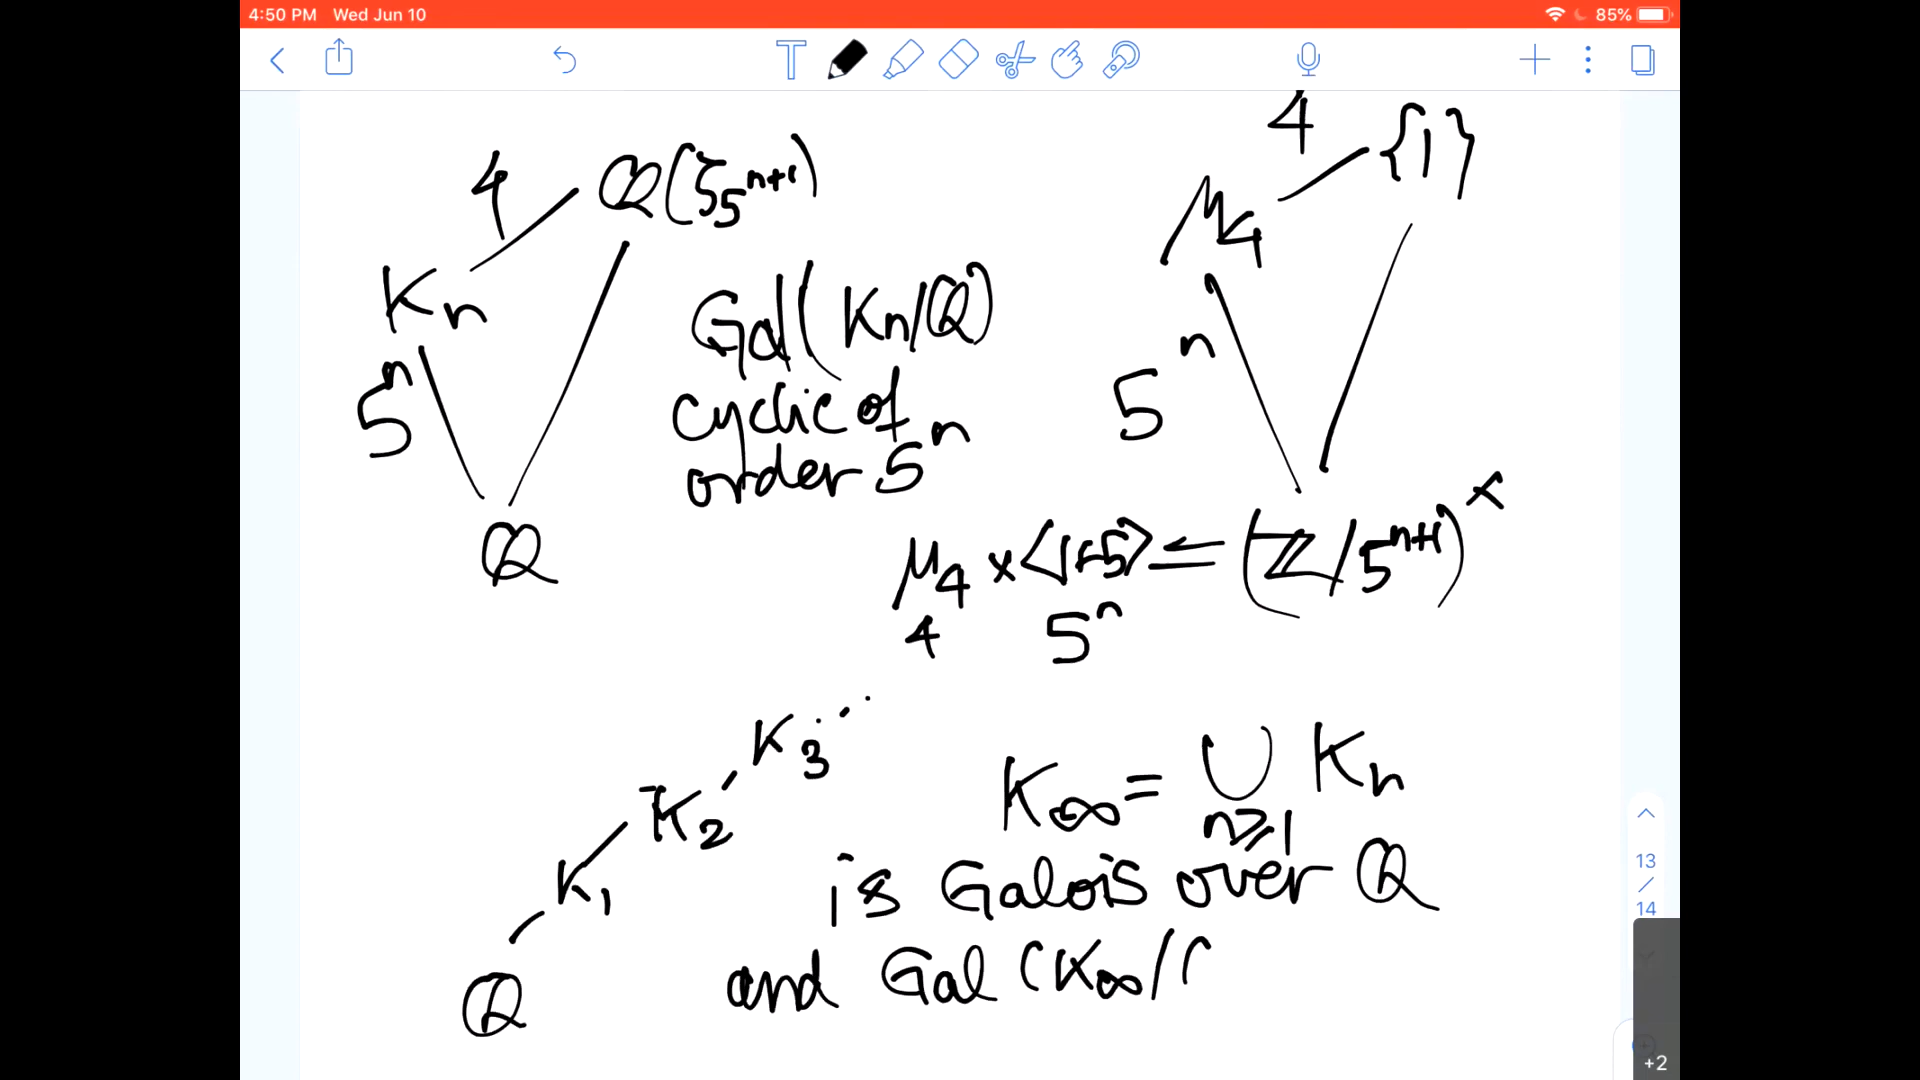 4:50 PM Wed Jun 10 85%
4 ℚ(ζ₅ⁿ⁺¹)
Kn
5ⁿ
ℚ
Gal(Kn/ℚ)
cyclic of
order 5ⁿ
4 {1}
μ₄
5ⁿ
μ₄ × <1+5> = (ℤ/5ⁿ⁺¹)ˣ
4 5ⁿ
ℚ K₁ K₂ K₃ ...
K∞ = ∪ Kn
n≥1
is Galois over ℚ
and Gal (K∞/(
13
/
14
+2